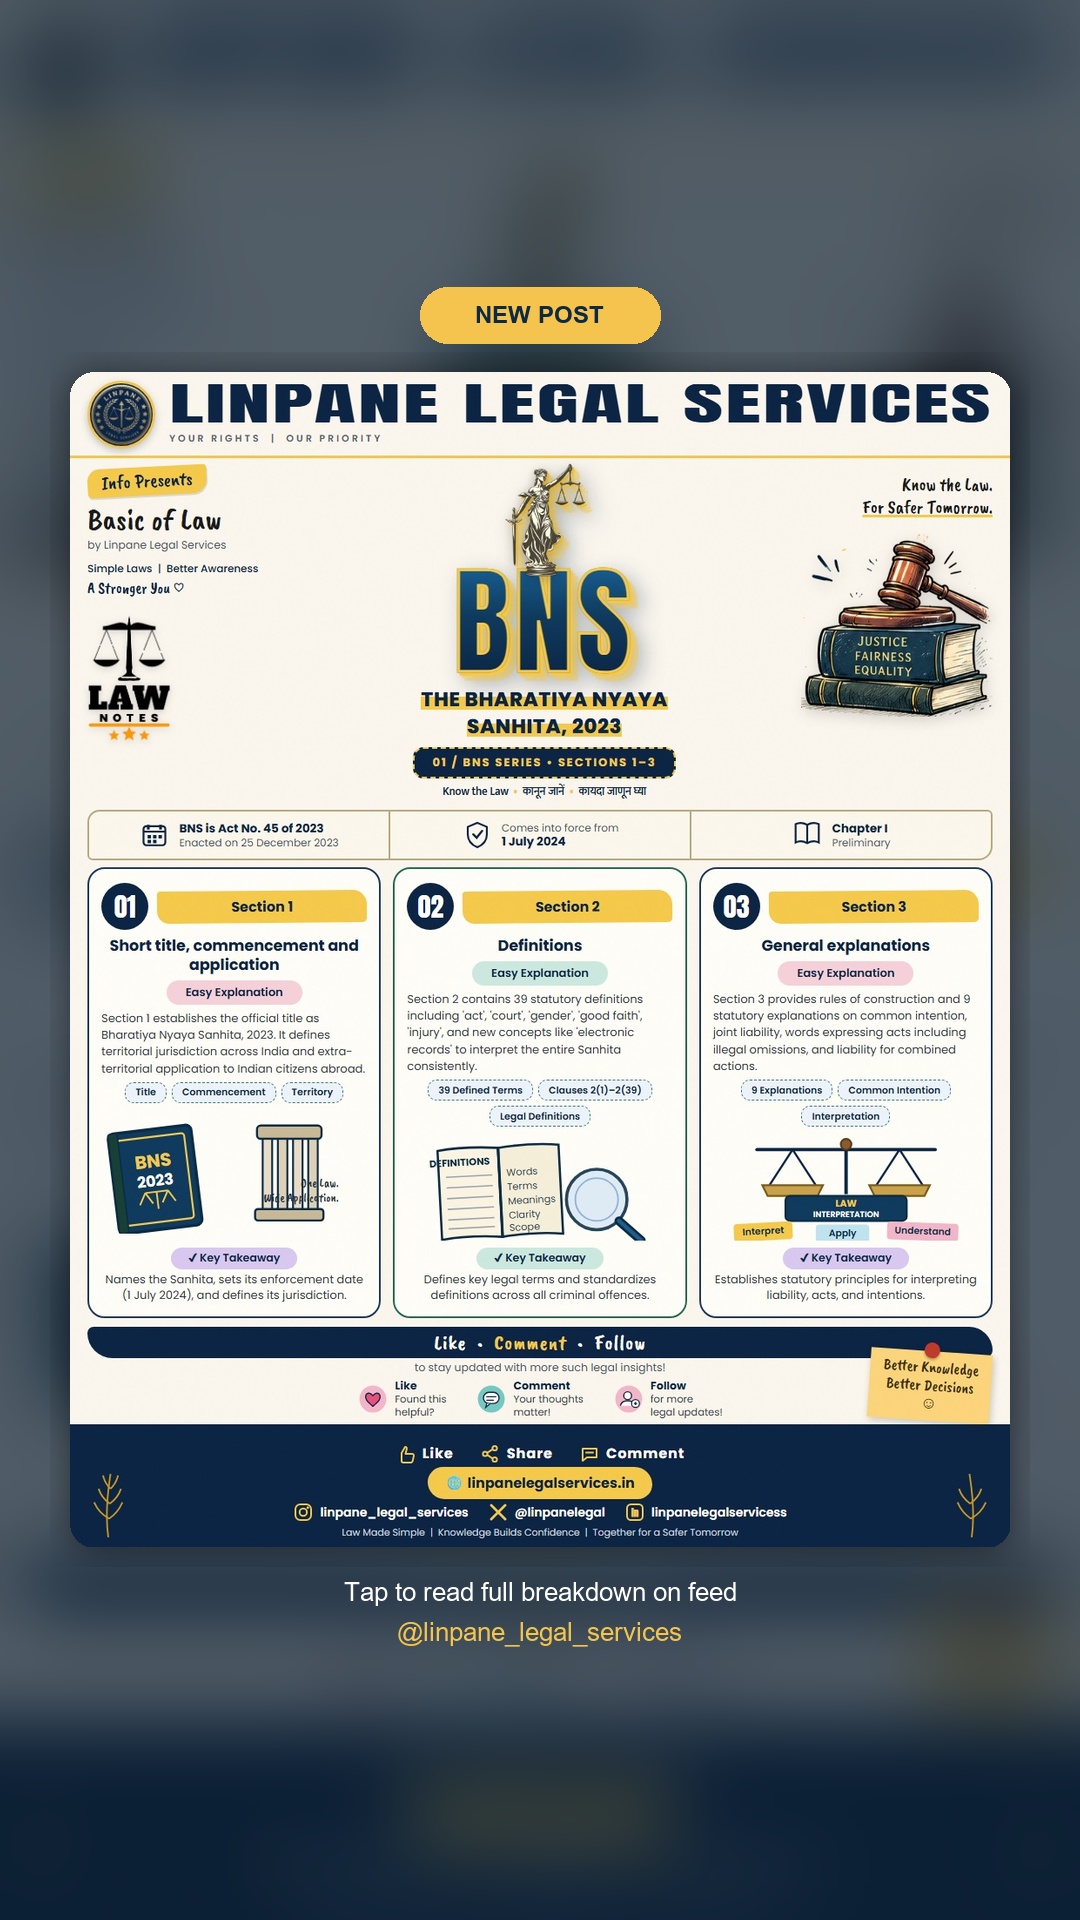 NEW POST
LINPANE LEGAL SERVICES
YOUR RIGHTS | OUR PRIORITY
Info Presents
Basic of Law
by Linpane Legal Services
Simple Laws | Better Awareness
A Stronger You ♡
LAW
NOTES
Know the Law.
For Safer Tomorrow.
JUSTICE
FAIRNESS
EQUALITY
BNS
THE BHARATIYA NYAYA
SANHITA, 2023
01 / BNS SERIES • SECTIONS 1–3
Know the Law • कानून जानें • कायदा जाणून घ्या
BNS is Act No. 45 of 2023
Enacted on 25 December 2023
Comes into force from
1 July 2024
Chapter I
Preliminary
01
Section 1
Short title, commencement and
application
Easy Explanation
Section 1 establishes the official title as
Bharatiya Nyaya Sanhita, 2023. It defines
territorial jurisdiction across India and extra-
territorial application to Indian citizens abroad.
Title Commencement Territory
BNS
2023
One Law.
Wide Application.
✓ Key Takeaway
Names the Sanhita, sets its enforcement date
(1 July 2024), and defines its jurisdiction.
02
Section 2
Definitions
Easy Explanation
Section 2 contains 39 statutory definitions
including 'act', 'court', 'gender', 'good faith',
'injury', and new concepts like 'electronic
records' to interpret the entire Sanhita
consistently.
39 Defined Terms Clauses 2(1)–2(39)
Legal Definitions
DEFINITIONS
Words
Terms
Meanings
Clarity
Scope
✓ Key Takeaway
Defines key legal terms and standardizes
definitions across all criminal offences.
03
Section 3
General explanations
Easy Explanation
Section 3 provides rules of construction and 9
statutory explanations on common intention,
joint liability, words expressing acts including
illegal omissions, and liability for combined
actions.
9 Explanations Common Intention
Interpretation
LAW
INTERPRETATION
Interpret Apply Understand
✓ Key Takeaway
Establishes statutory principles for interpreting
liability, acts, and intentions.
Like • Comment • Follow
to stay updated with more such legal insights!
Like
Found this
helpful?
Comment
Your thoughts
matter!
Follow
for more
legal updates!
Better Knowledge
Better Decisions
☺
Like Share Comment
linpanelegalservices.in
linpane_legal_services @linpanelegal linpanelegalservicess
Law Made Simple | Knowledge Builds Confidence | Together for a Safer Tomorrow
Tap to read full breakdown on feed
@linpane_legal_services